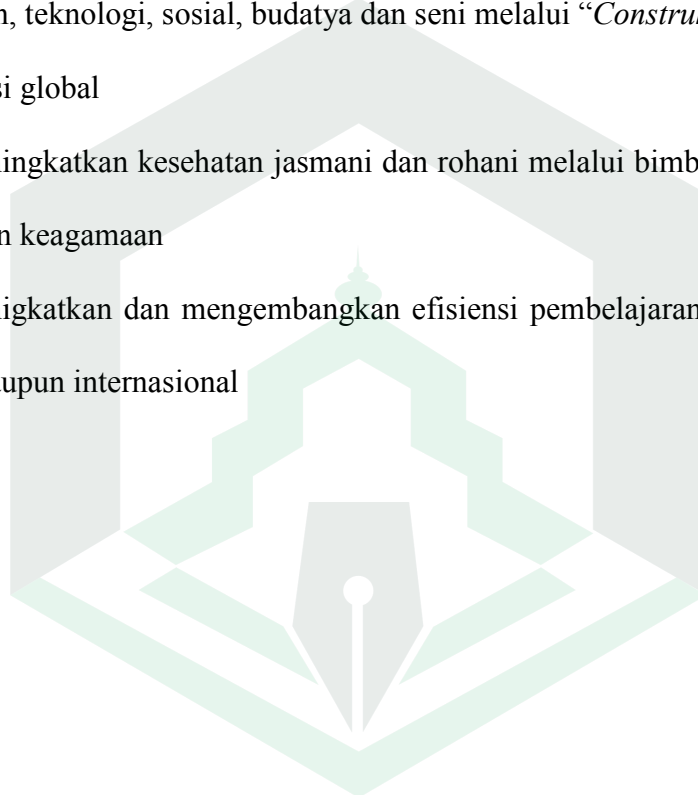 , teknologi, sosial, budatya dan seni melalui “Constru
si global
ingkatkan kesehatan jasmani dan rohani melalui bimb
n keagamaan
igkatkan dan mengembangkan efisiensi pembelajaran
upun internasional